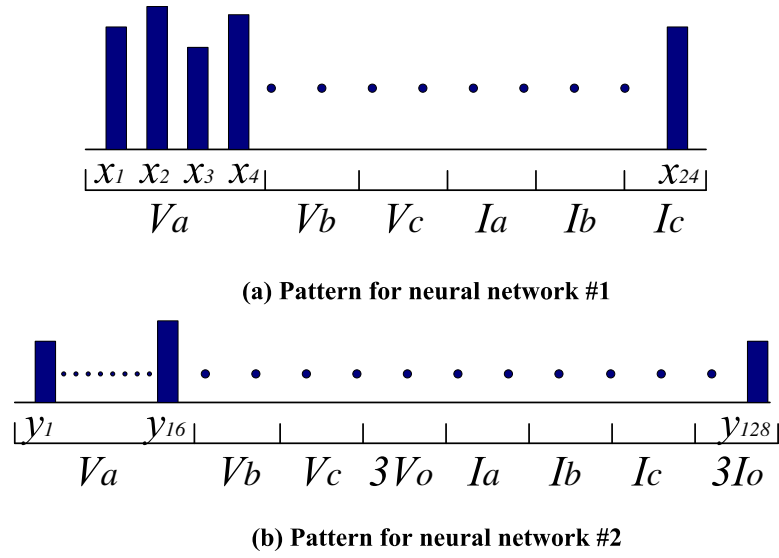 x1 x2 x3 x4 x24
Va Vb Vc Ia Ib Ic
(a) Pattern for neural network #1
y1 y16 y128
Va Vb Vc 3Vo Ia Ib Ic 3Io
(b) Pattern for neural network #2